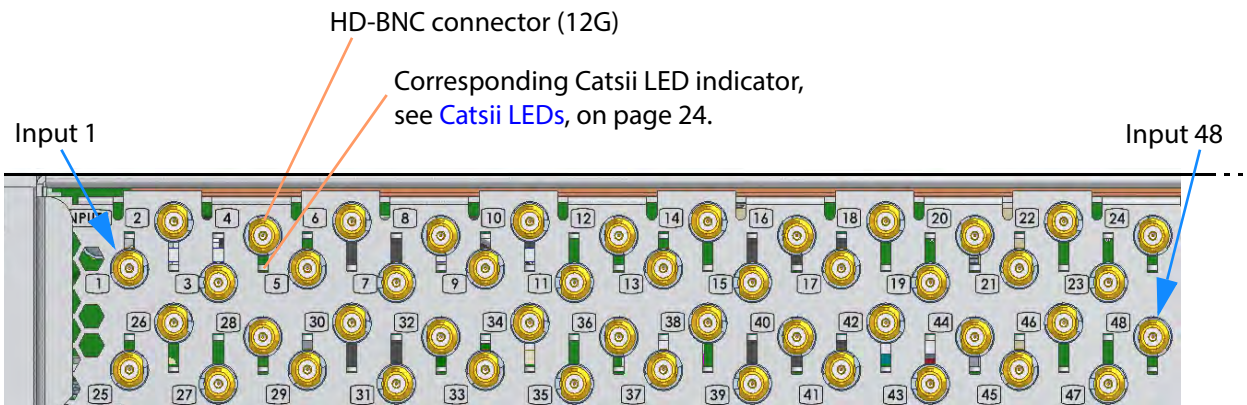 HD-BNC connector (12G)
Corresponding Catsii LED indicator,
see Catsii LEDs, on page 24.
Input 1
Input 48
2 4 6 8 10 12 14 16 18 20 22 24
1 3 5 7 9 11 13 15 17 19 21 23
26 28 30 32 34 36 38 40 42 44 46 48
25 27 29 31 33 35 37 39 41 43 45 47